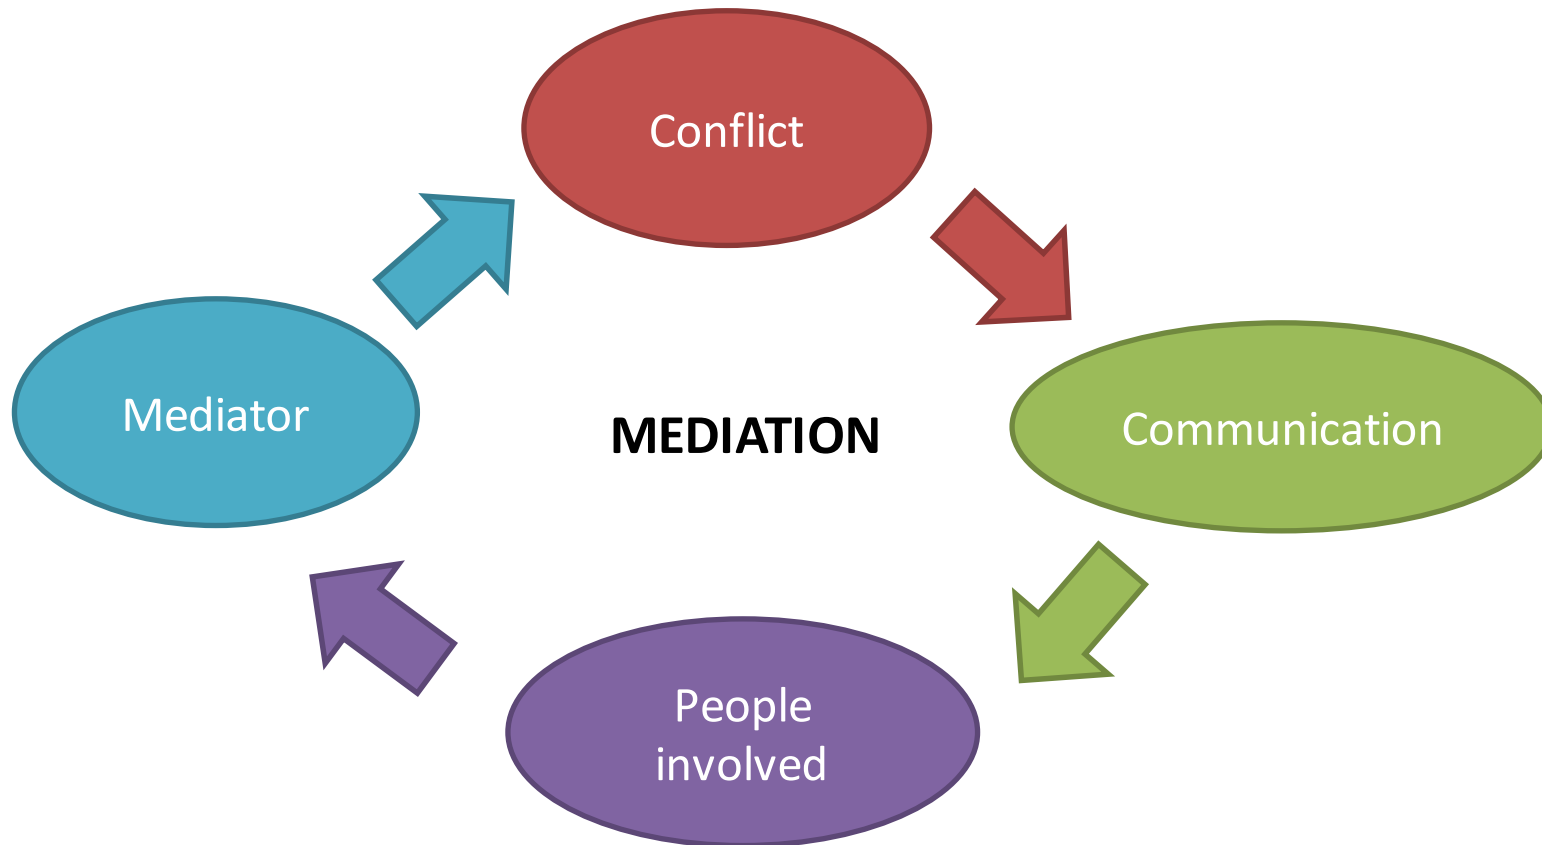 Conflict
Mediator
MEDIATION
Communication
People
involved